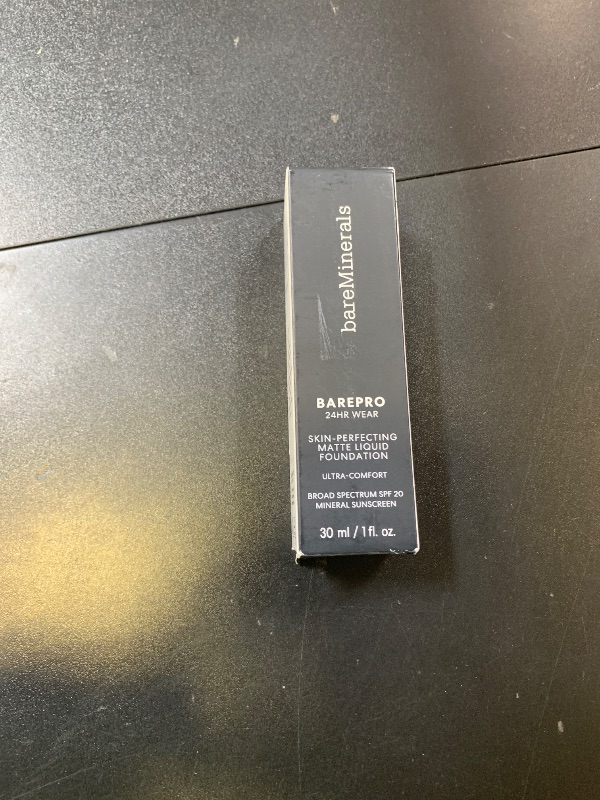 bareMinerals
BAREPRO
24HR WEAR
SKIN-PERFECTING
MATTE LIQUID
FOUNDATION
ULTRA-COMFORT
BROAD SPECTRUM SPF 20
MINERAL SUNSCREEN
30 ml / 1 fl. oz.